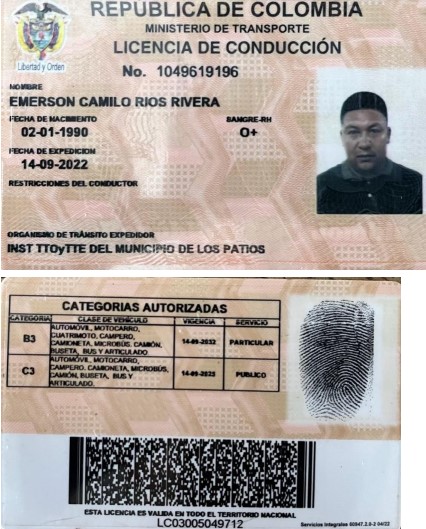 REPÚBLICA DE COLOMBIA
MINISTERIO DE TRANSPORTE
LICENCIA DE CONDUCCIÓN
Libertad y Orden
No. 1049619196
NOMBRE
EMERSON CAMILO RIOS RIVERA
FECHA DE NACIMIENTO SANGRE-RH
02-01-1990 O+
FECHA DE EXPEDICION
14-09-2022
RESTRICCIONES DEL CONDUCTOR
ORGANISMO DE TRÁNSITO EXPEDIDOR
INST TTOyTTE DEL MUNICIPIO DE LOS PATIOS
CATEGORIAS AUTORIZADAS
CATEGORIA CLASE DE VEHÍCULO VIGENCIA SERVICIO
B3 AUTOMÓVIL, MOTOCARRO, CUATRIMOTO, CAMPERO, CAMIONETA, MICROBÚS, CAMIÓN, BUSETA, BUS Y ARTICULADO 14-09-2032 PARTICULAR
C3 AUTOMÓVIL, MOTOCARRO, CAMPERO, CAMIONETA, MICROBÚS, CAMIÓN, BUSETA, BUS Y ARTICULADO. 14-09-2025 PUBLICO
ESTA LICENCIA ES VALIDA EN TODO EL TERRITORIO NACIONAL
LC03005049712
Servicios Integrales 60947.2.0-2 04/22